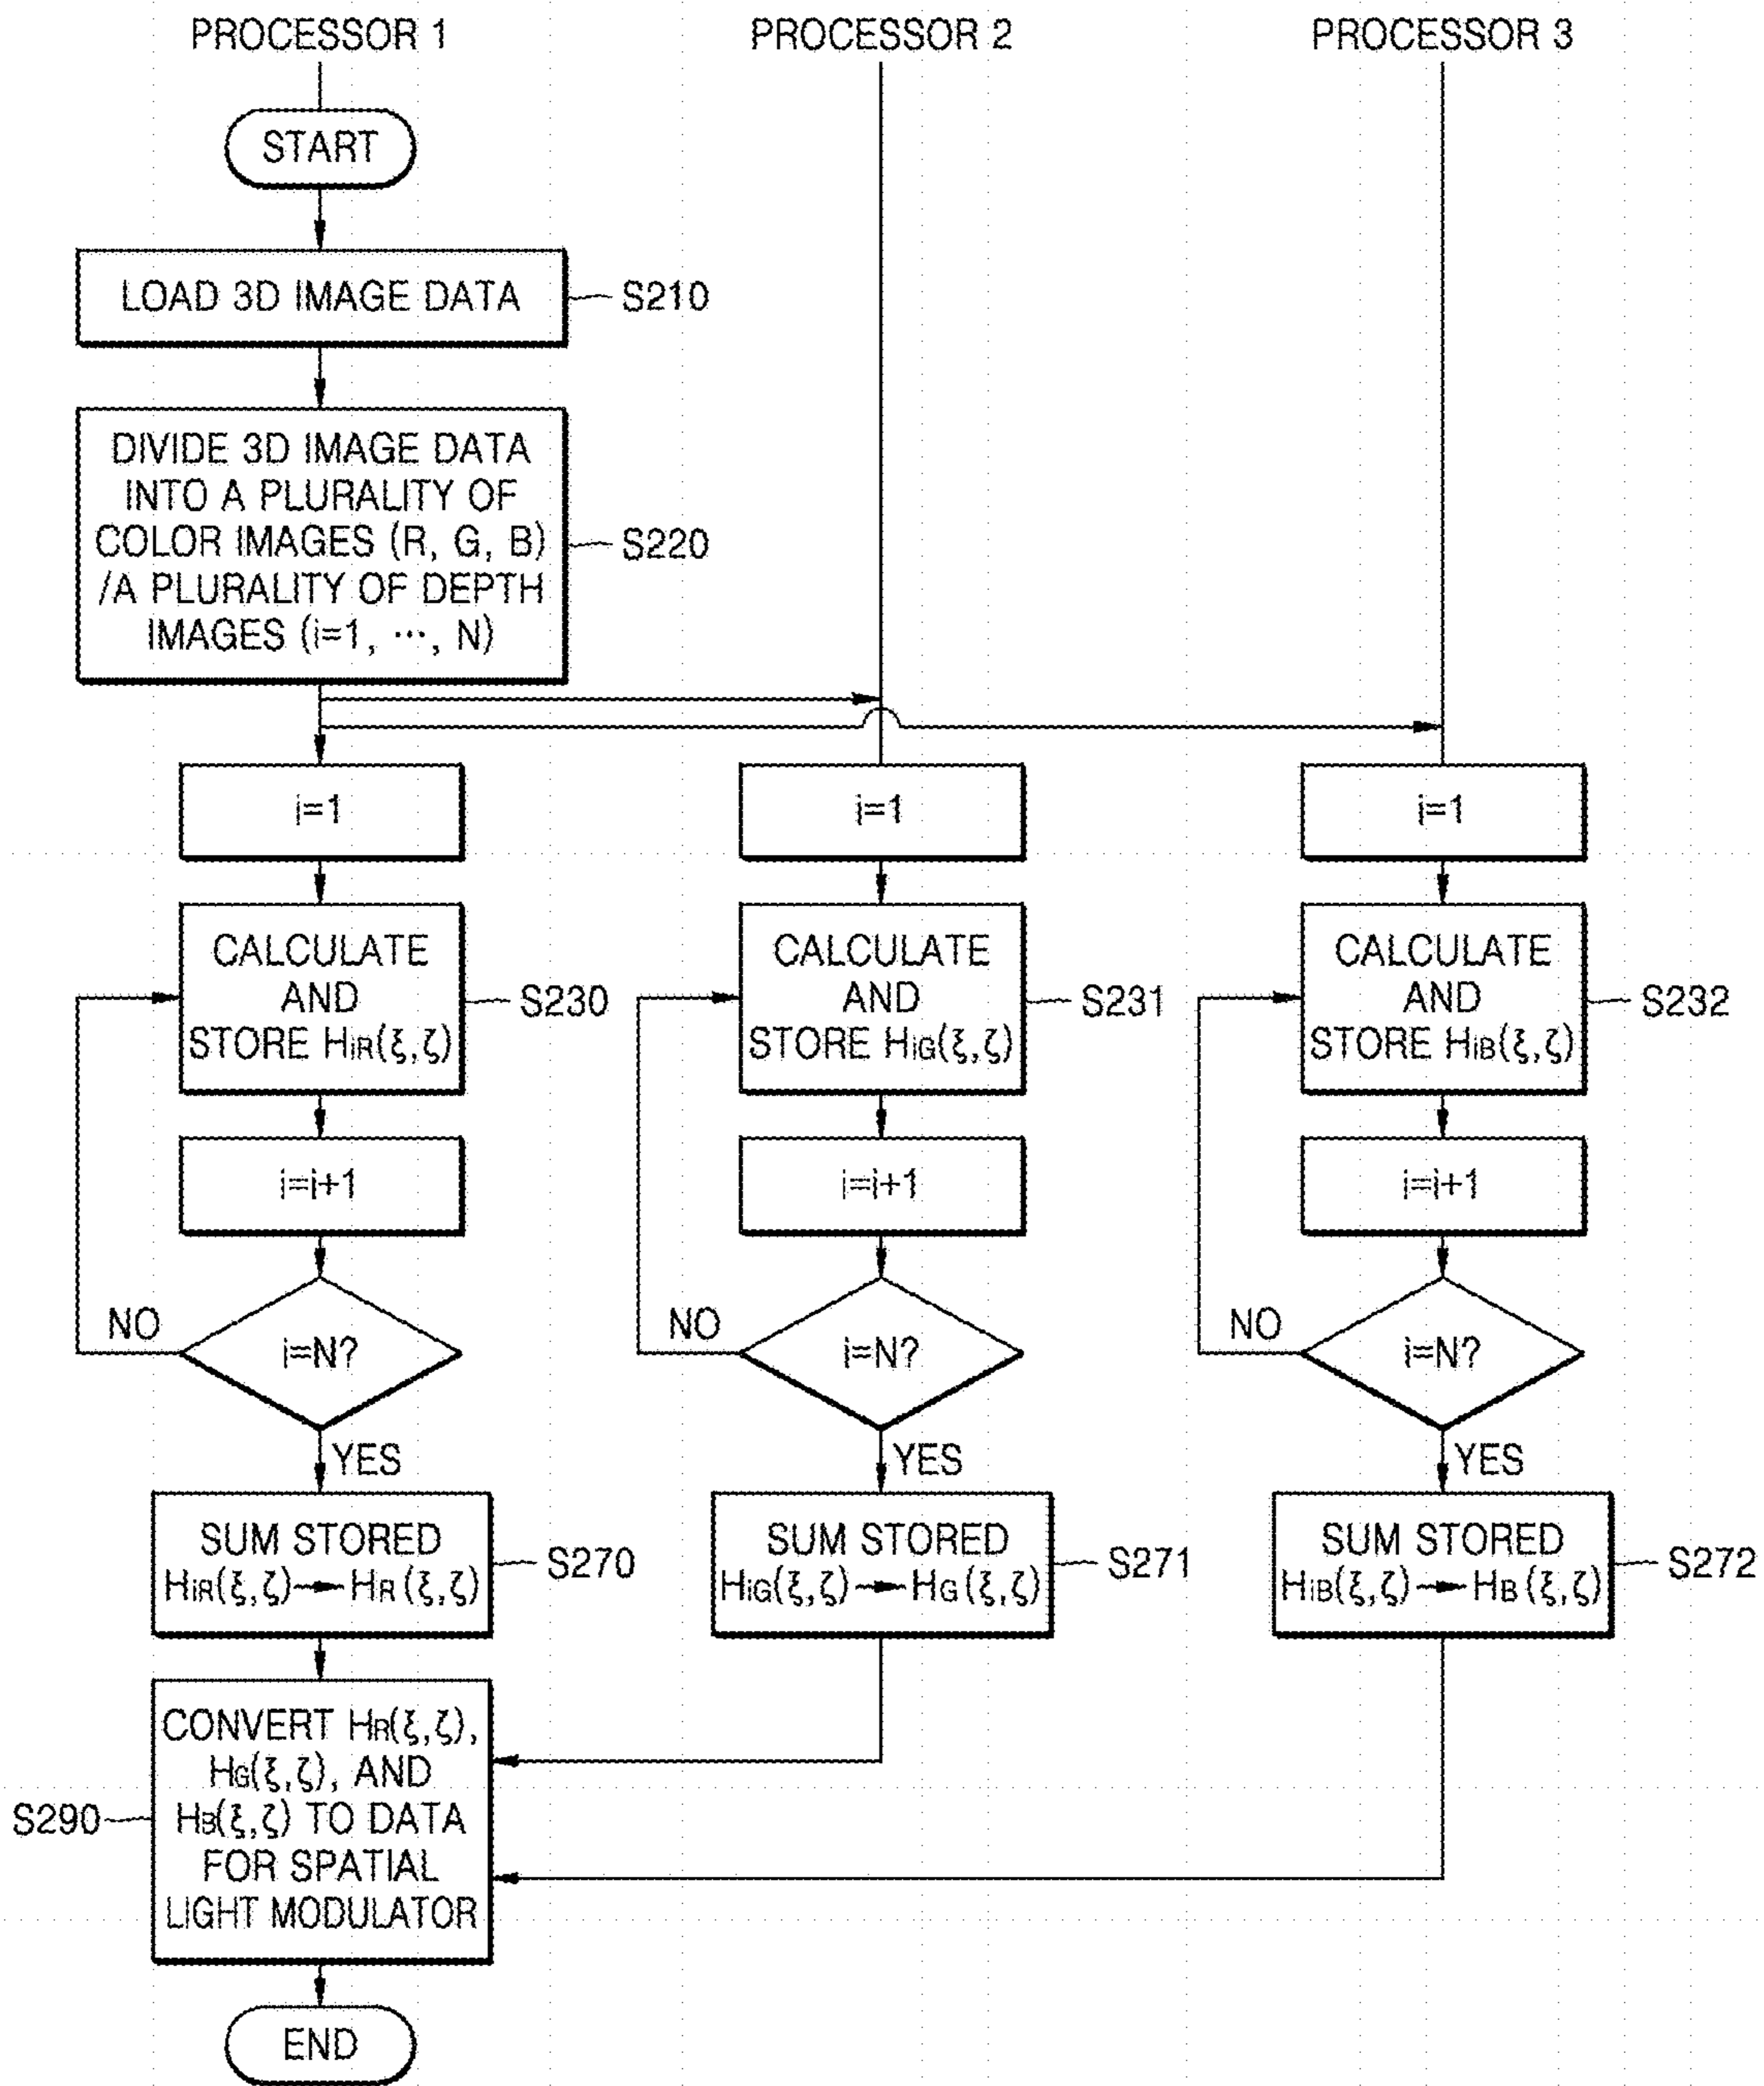 PROCESSOR 1
PROCESSOR 2
PROCESSOR 3
START
LOAD 3D IMAGE DATA
S210
DIVIDE 3D IMAGE DATA
INTO A PLURALITY OF
COLOR IMAGES (R, G, B)
/A PLURALITY OF DEPTH
IMAGES (i=1, ···, N)
S220
i=1
i=1
i=1
CALCULATE
AND
STORE HiR(ξ,ζ)
S230
CALCULATE
AND
STORE HiG(ξ,ζ)
S231
CALCULATE
AND
STORE HiB(ξ,ζ)
S232
i=i+1
i=i+1
i=i+1
NO
i=N?
NO
i=N?
NO
i=N?
YES
YES
YES
SUM STORED
HiR(ξ,ζ) → HR (ξ,ζ)
S270
SUM STORED
HiG(ξ,ζ) → HG (ξ,ζ)
S271
SUM STORED
HiB(ξ,ζ) → HB (ξ,ζ)
S272
CONVERT HR(ξ,ζ),
HG(ξ,ζ), AND
HB(ξ,ζ) TO DATA
FOR SPATIAL
LIGHT MODULATOR
S290
END